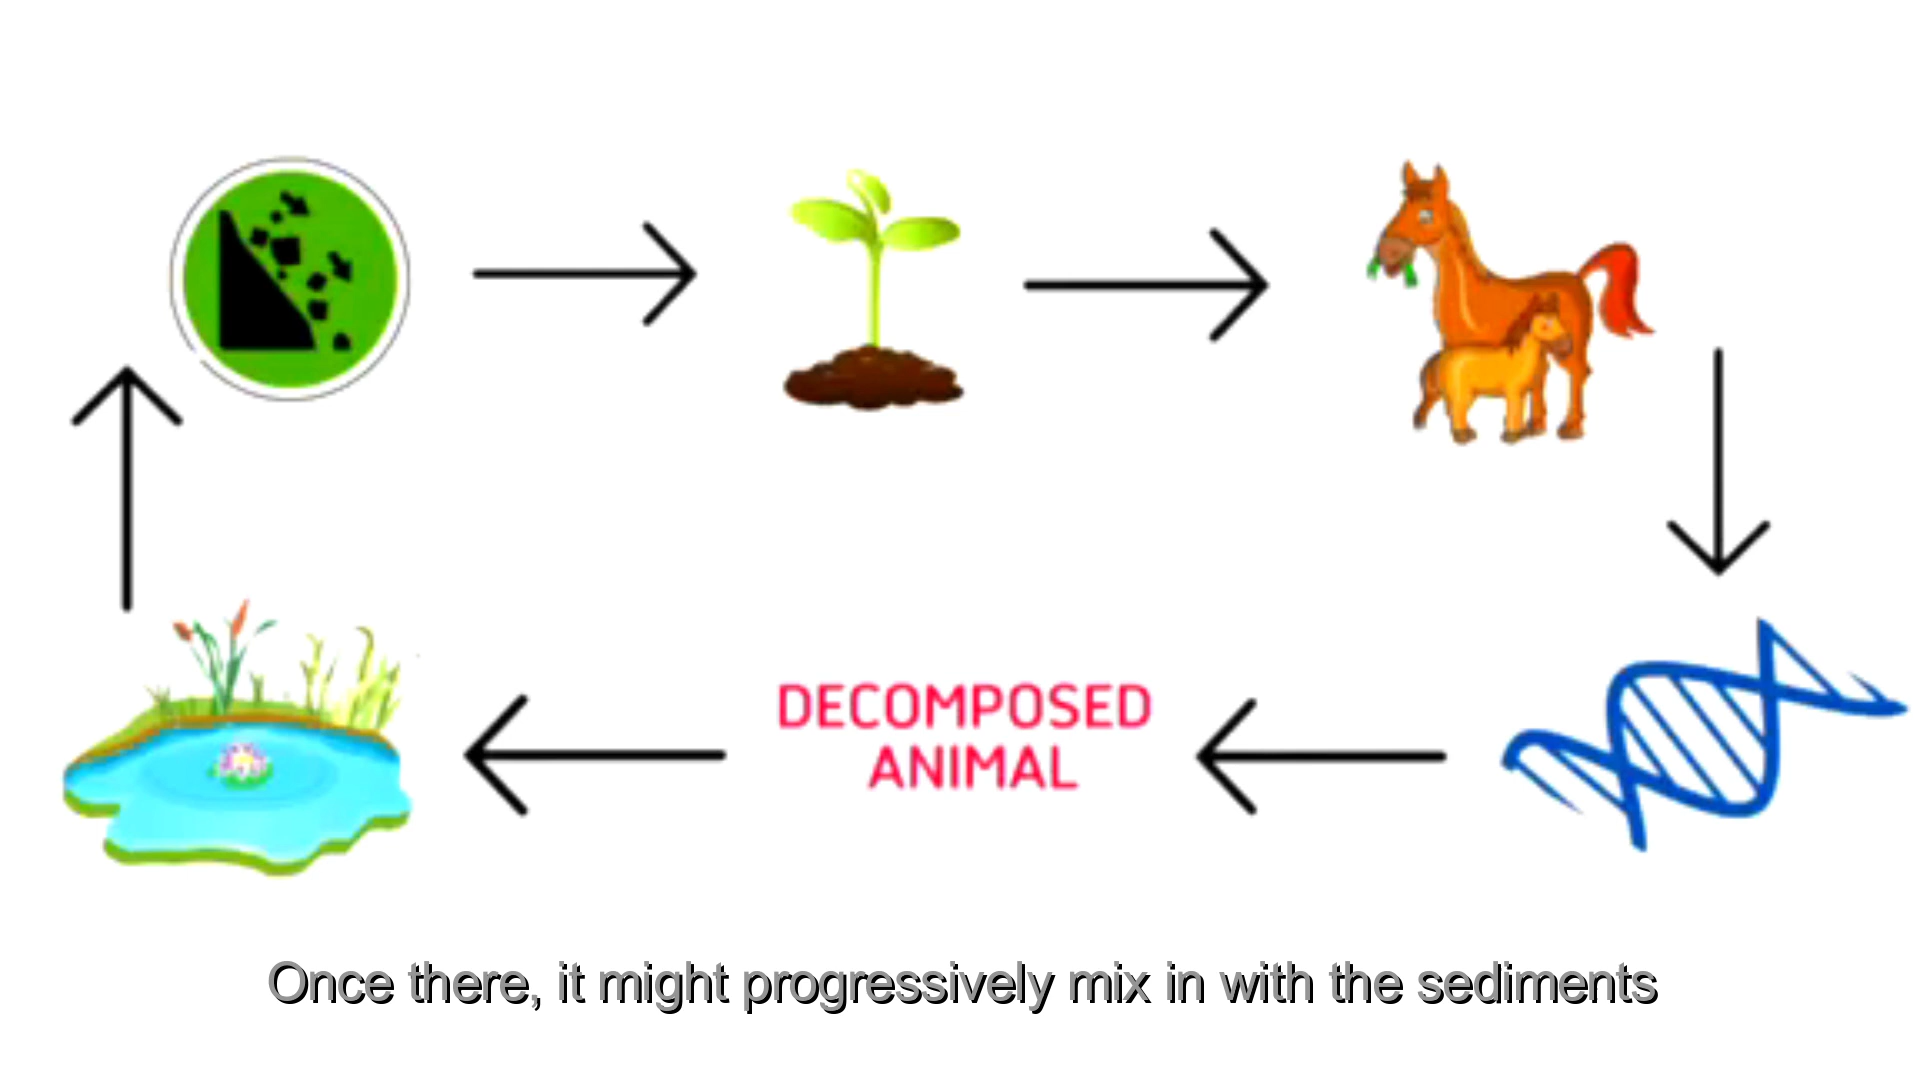 DECOMPOSED
ANIMAL
Once there, it might progressively mix in with the sediments